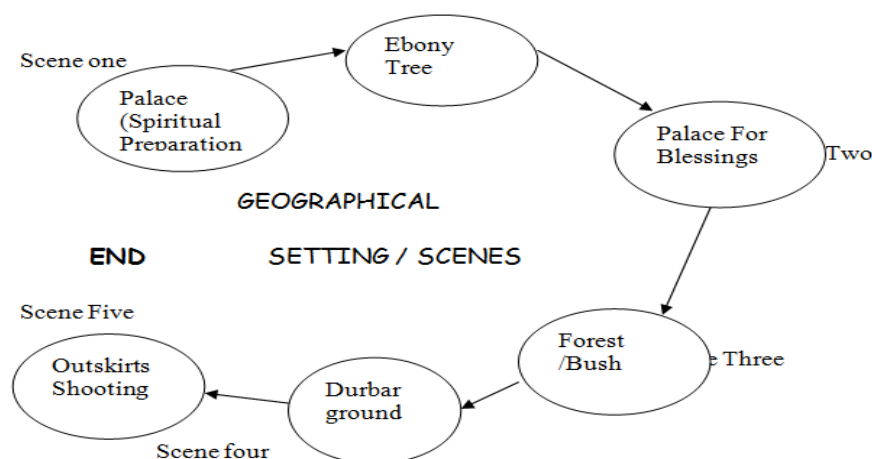 Scene one
Palace
(Spiritual
Preparation
Ebony
Tree
Palace For
Blessings
Two
GEOGRAPHICAL
END SETTING / SCENES
Forest
/Bush
e Three
Durbar
ground
Scene four
Scene Five
Outskirts
Shooting